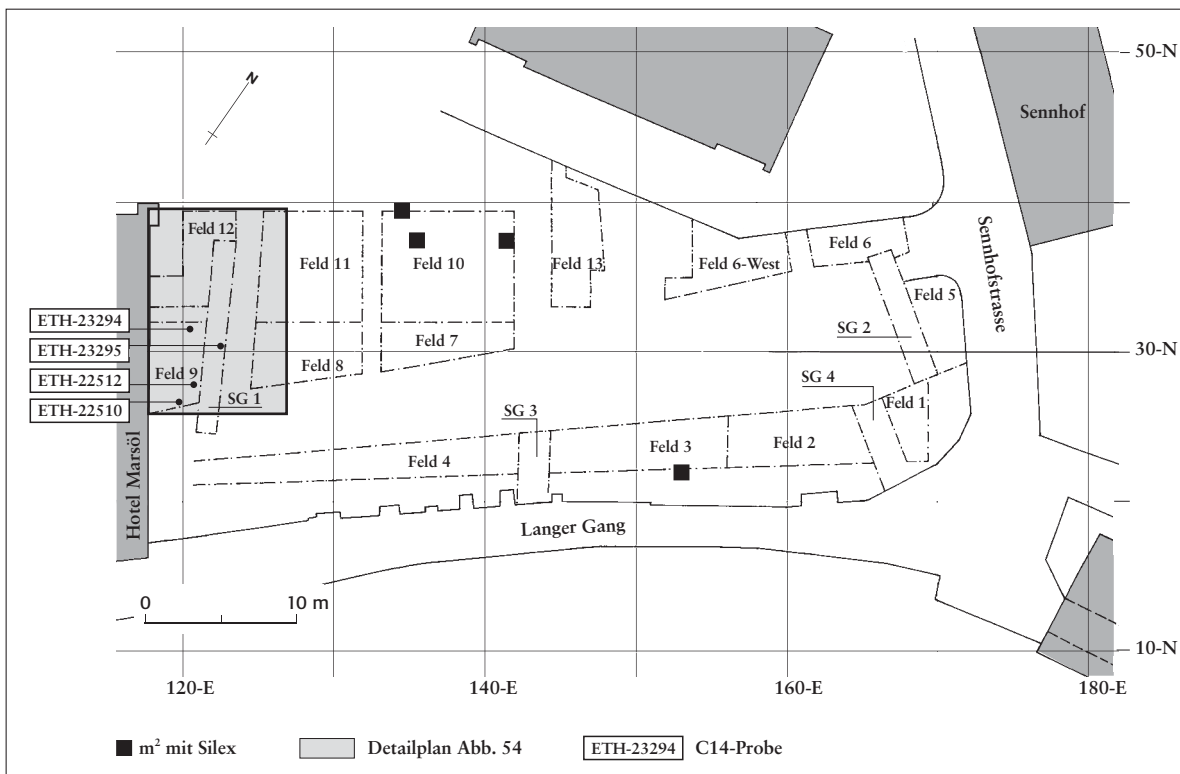 50-N
N
Sennhof
Feld 12
Feld 11
Feld 10
Feld 13
Feld 6-West
Feld 6
Feld 5
Sennhofstrasse
ETH-23294
ETH-23295
ETH-22512
ETH-22510
Feld 9
SG 1
Feld 8
Feld 7
SG 2
30-N
SG 4
Feld 1
SG 3
Feld 4
Feld 3
Feld 2
Hotel Marsöl
Langer Gang
0 10 m
10-N
120-E 140-E 160-E 180-E
m² mit Silex Detailplan Abb. 54 ETH-23294 C14-Probe